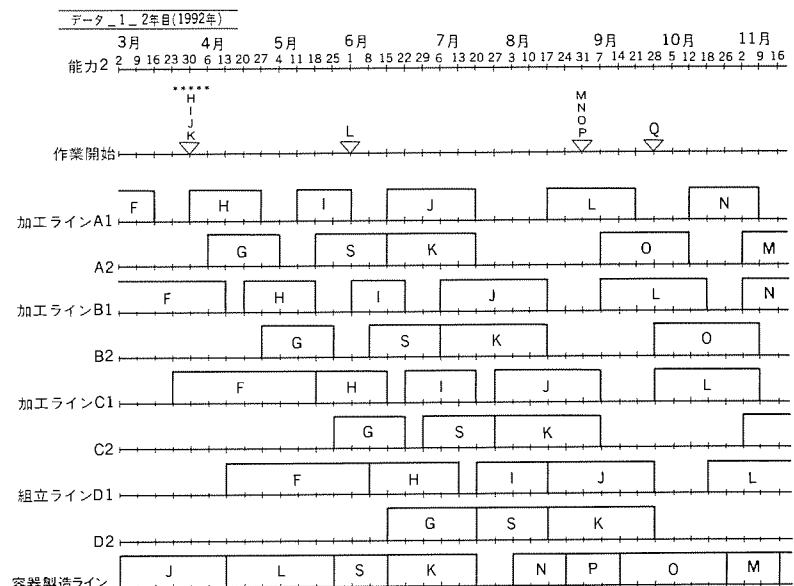 データ_1_2年目(1992年)
3月 4月 5月 6月 7月 8月 9月 10月 11月
能力2 2 9 16 23 30 6 13 20 27 4 11 18 25 1 8 15 22 29 6 13 20 27 3 10 17 24 31 7 14 21 28 5 12 18 26 2 9 16
*****
H I J K L M N O P Q
作業開始
加工ラインA1 F H I J L N
A2 G S K O M
加工ラインB1 F H I J L N
B2 G S K O
加工ラインC1 F H I J L
C2 G S K
組立ラインD1 F H I J L
D2 G S K
容器製造ライン J L S K N P O M